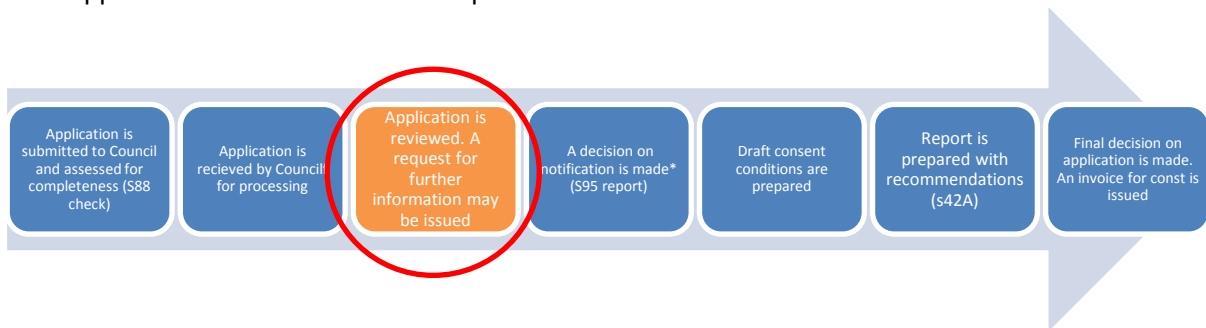 Application is
submitted to Council
and assessed for
completeness (S88
check)
Application is
recieved by Council
for processing
Application is
reviewed. A
request for
further
information may
be issued
A decision on
notification is made*
(S95 report)
Draft consent
conditions are
prepared
Report is
prepared with
recommendations
(s42A)
Final decision on
application is made.
An invoice for const is
issued